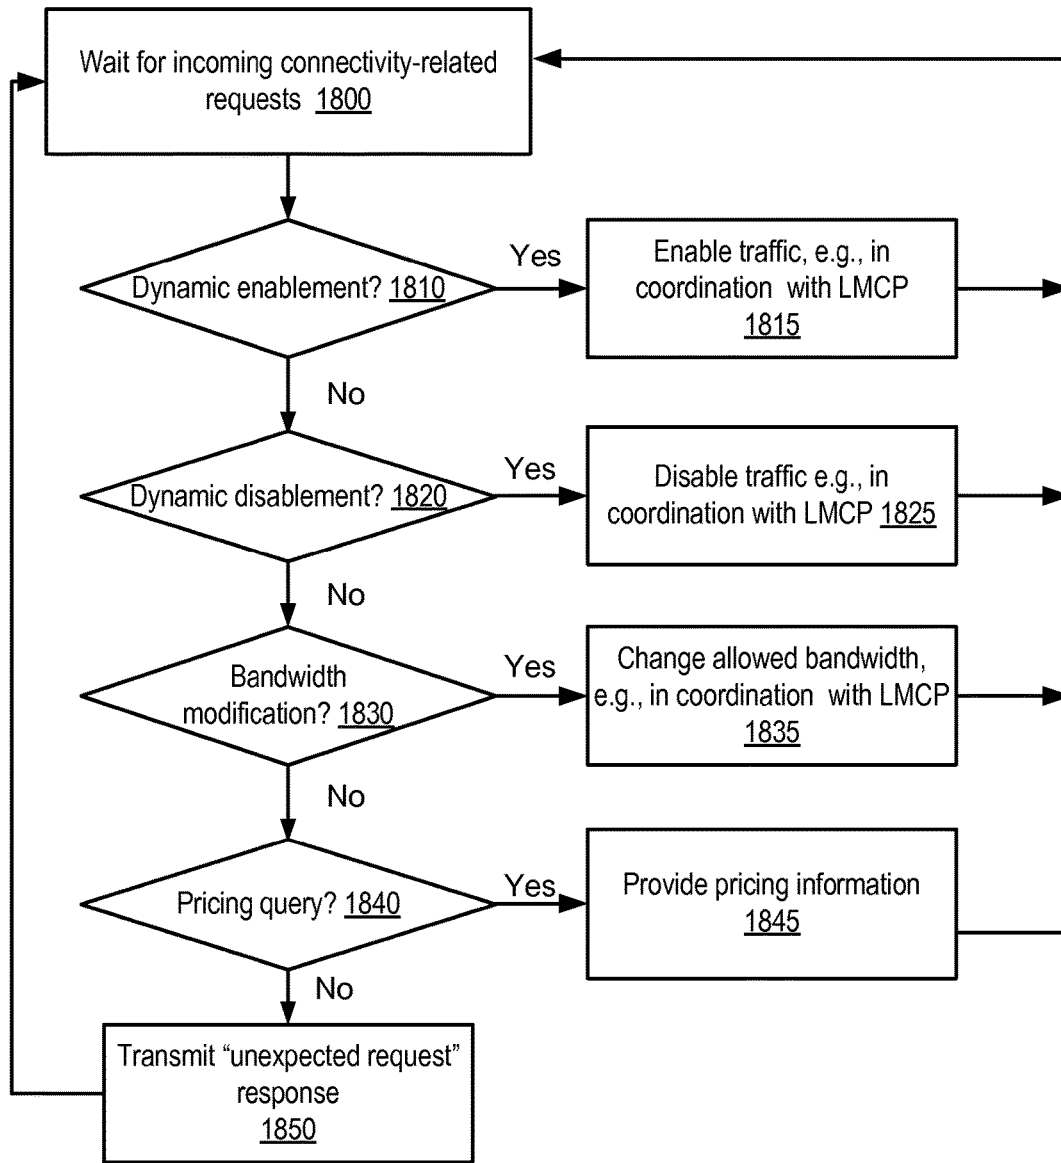 Wait for incoming connectivity-related
requests 1800
Dynamic enablement? 1810
Yes
Enable traffic, e.g., in
coordination with LMCP
1815
No
Dynamic disablement? 1820
Yes
Disable traffic e.g., in
coordination with LMCP 1825
No
Bandwidth
modification? 1830
Yes
Change allowed bandwidth,
e.g., in coordination with LMCP
1835
No
Pricing query? 1840
Yes
Provide pricing information
1845
No
Transmit “unexpected request”
response
1850